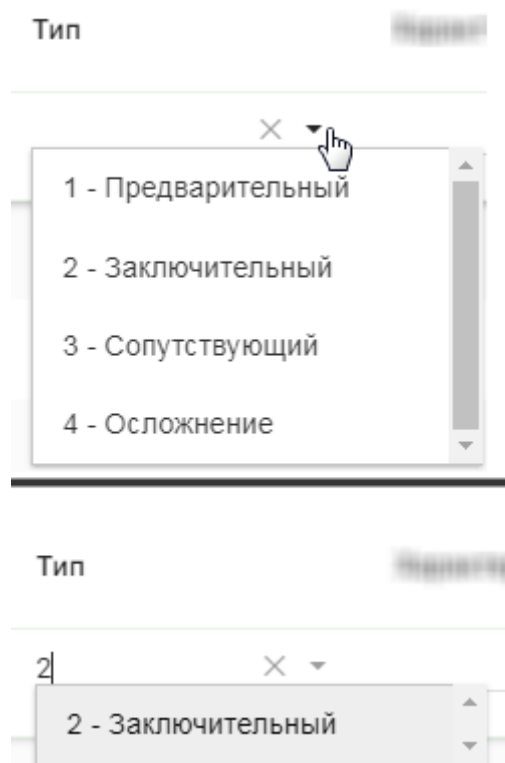 Тип
1 - Предварительный
2 - Заключительный
3 - Сопутствующий
4 - Осложнение
Тип
2
2 - Заключительный